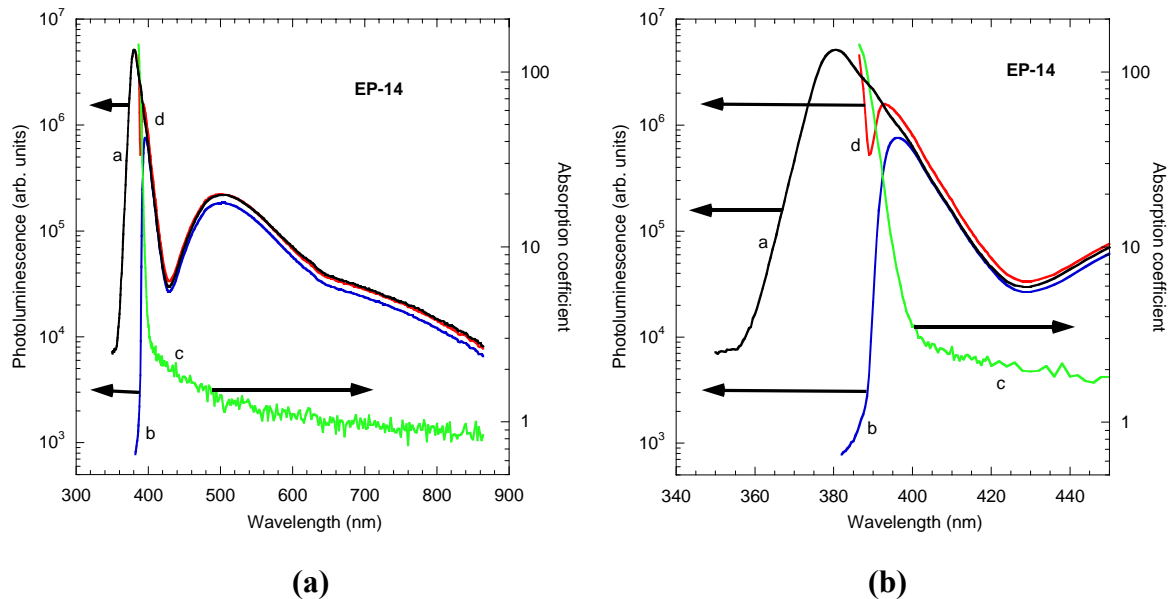 10^7
10^6
10^5
10^4
10^3
Photoluminescence (arb. units)
EP-14
a
d
c
b
100
10
1
Absorption coefficient
300 400 500 600 700 800 900
Wavelength (nm)
(a)
10^7
10^6
10^5
10^4
10^3
Photoluminescence (arb. units)
EP-14
d
a
c
b
100
10
1
Absorption coefficient
340 360 380 400 420 440
Wavelength (nm)
(b)